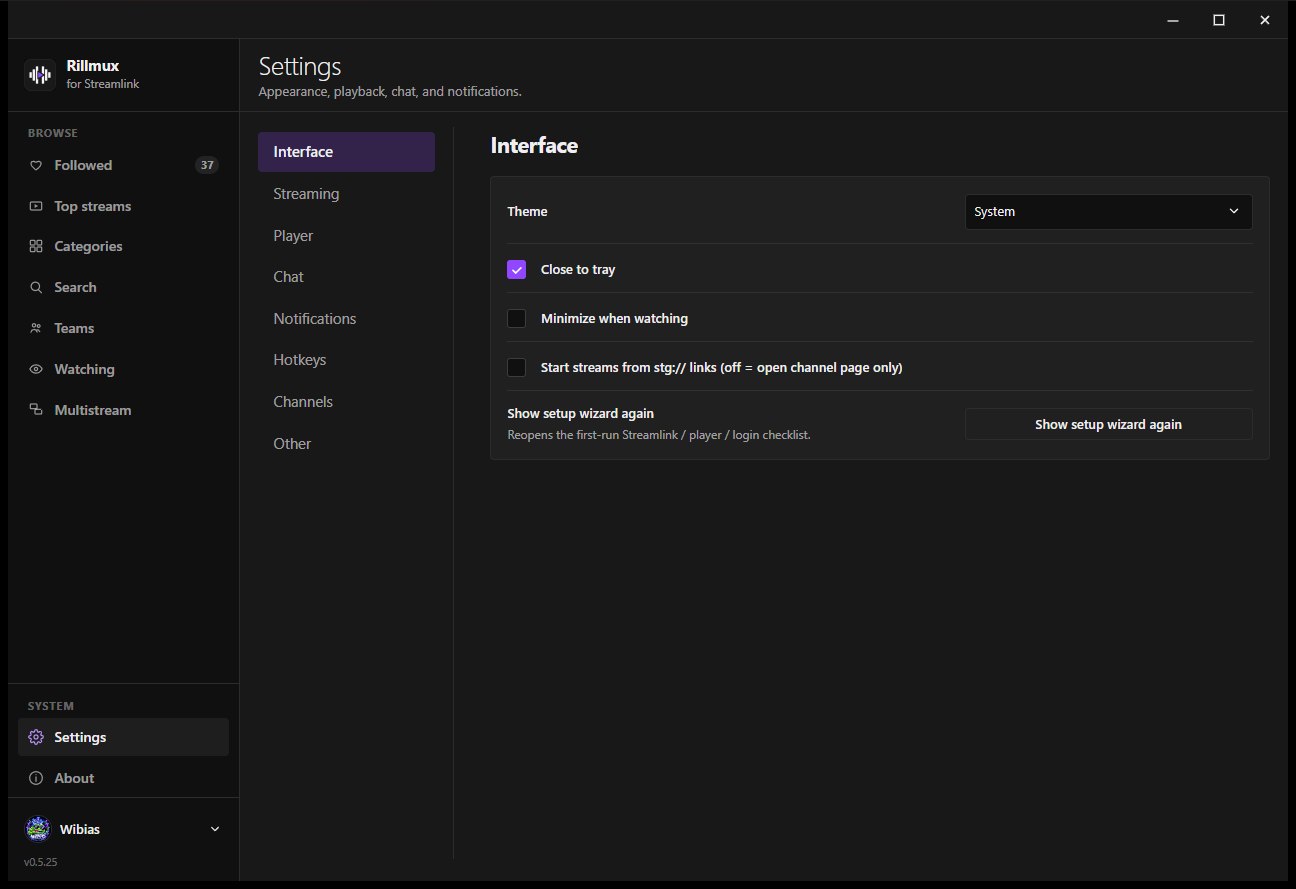 Rillmux
for Streamlink
BROWSE
Followed 37
Top streams
Categories
Search
Teams
Watching
Multistream
SYSTEM
Settings
About
Wibias
v0.5.25
Settings
Appearance, playback, chat, and notifications.
Interface
Streaming
Player
Chat
Notifications
Hotkeys
Channels
Other
Interface
Theme System
Close to tray
Minimize when watching
Start streams from stg:// links (off = open channel page only)
Show setup wizard again
Reopens the first-run Streamlink / player / login checklist.
Show setup wizard again